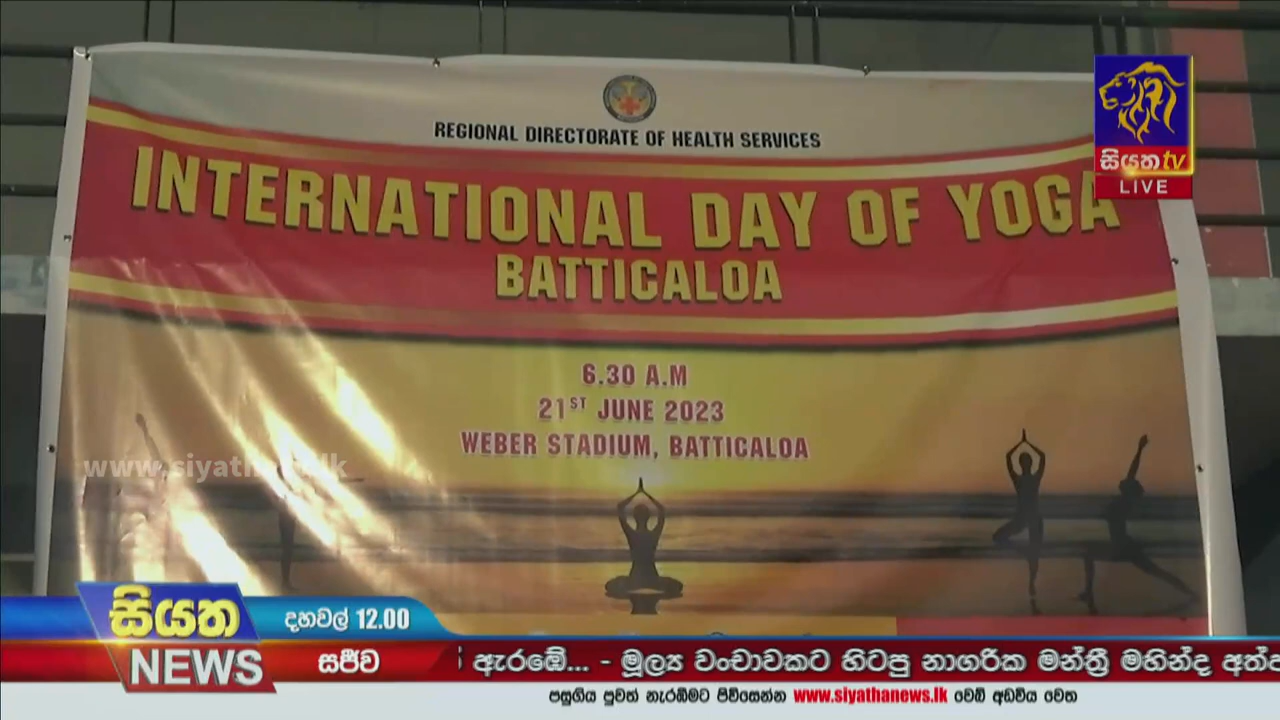 REGIONAL DIRECTORATE OF HEALTH SERVICES
INTERNATIONAL DAY OF YOGA
BATTICALOA
6.30 A.M
21ST JUNE 2023
WEBER STADIUM, BATTICALOA
සියත tv
LIVE
www.siyathanews.lk
සියත
NEWS
දහවල් 12.00
සජීව
ඇරඹේ... - මූල්‍ය වංචාවකට හිටපු නාගරික මන්ත්‍රී මහින්ද
පසුගිය පුවත් නැරඹීමට පිවිසෙන්න www.siyathanews.lk වෙබ් අඩවිය වෙත